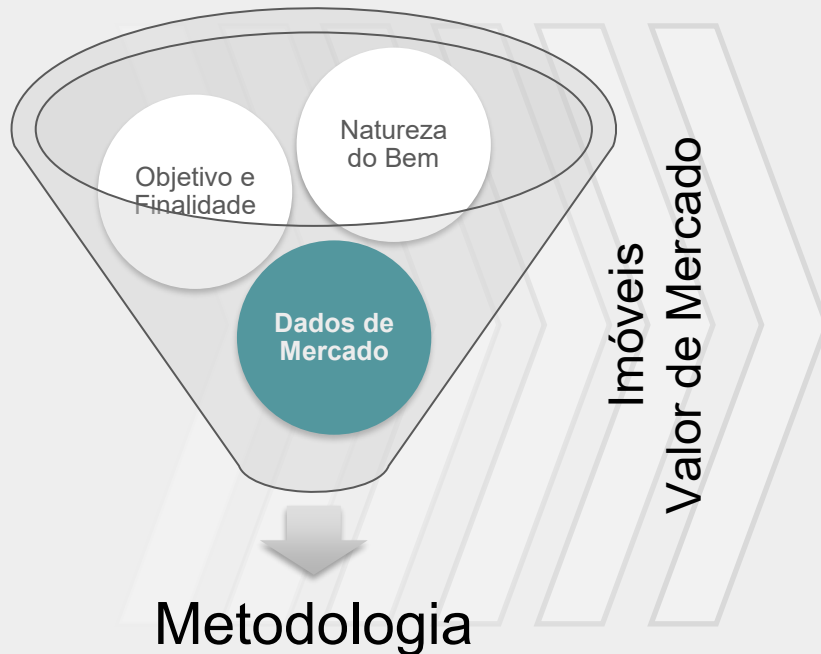 Natureza
do Bem
Objetivo e
Finalidade
Dados de
Mercado
Metodologia
Imóveis
Valor de Mercado